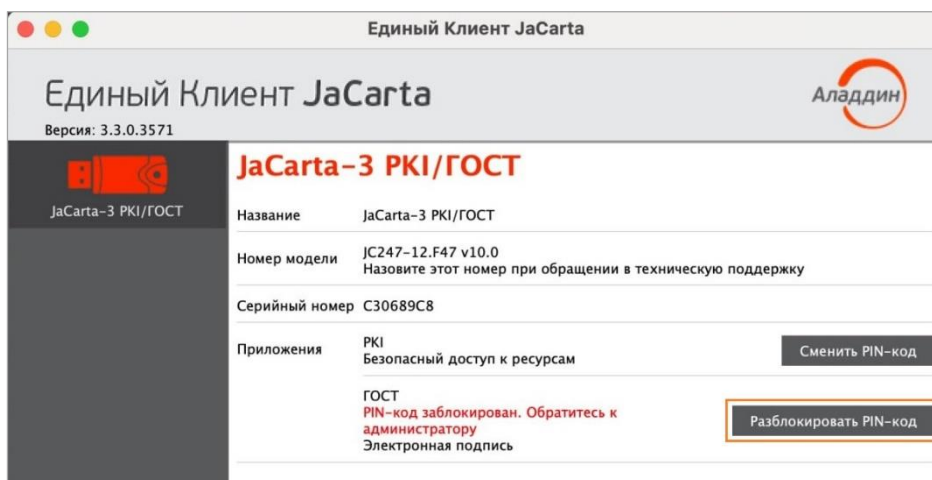 Единый Клиент JaCarta
Единый Клиент JaCarta
Аладдин
Версия: 3.3.0.3571
JaCarta-3 PKI/ГОСТ
JaCarta-3 PKI/ГОСТ
Название JaCarta-3 PKI/ГОСТ
Номер модели JC247-12.F47 v10.0
Назовите этот номер при обращении в техническую поддержку
Серийный номер C30689C8
Приложения PKI
Безопасный доступ к ресурсам
Сменить PIN-код
ГОСТ
PIN-код заблокирован. Обратитесь к
администратору
Электронная подпись
Разблокировать PIN-код